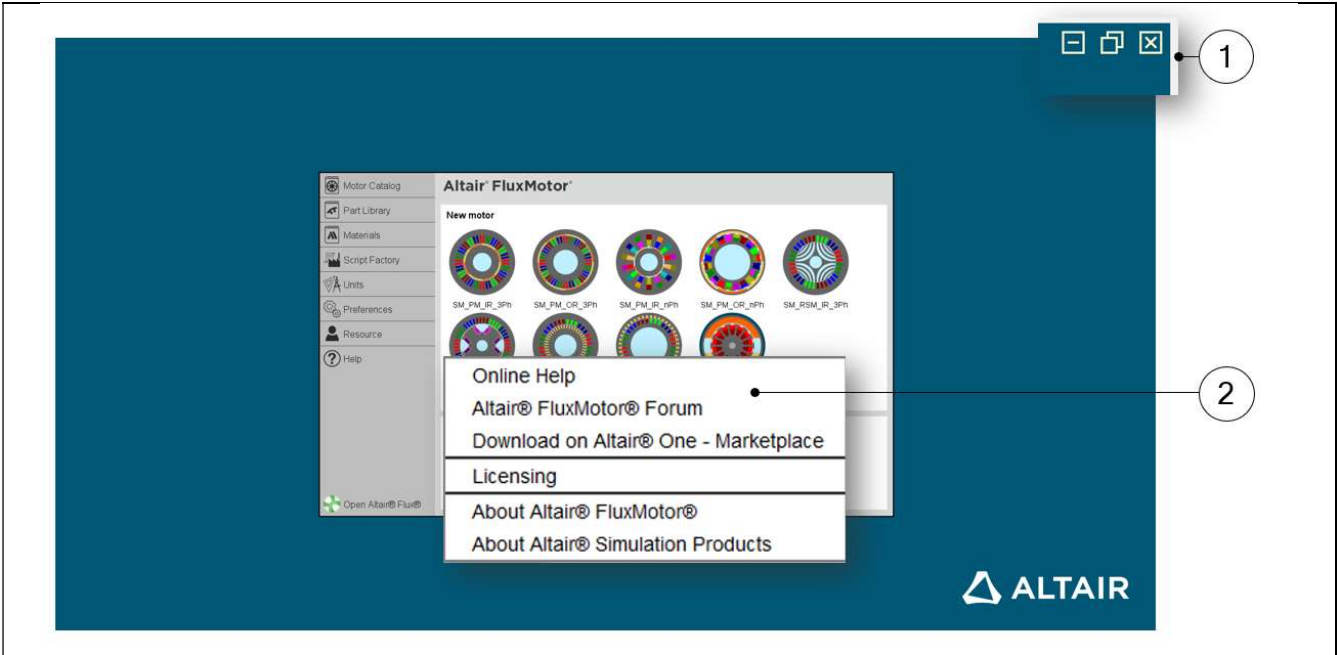 1
Motor Catalog
Part Library
Materials
Script Factory
Units
Preferences
Resource
Help
Open Altair® Flux®
Altair® FluxMotor®
New motor
SM_PM_IR_3Ph SM_PM_OR_3Ph SM_PM_IR_nPh SM_PM_OR_nPh SM_RSM_IR_3Ph
Online Help
Altair® FluxMotor® Forum
Download on Altair® One - Marketplace
Licensing
About Altair® FluxMotor®
About Altair® Simulation Products
2
ALTAIR